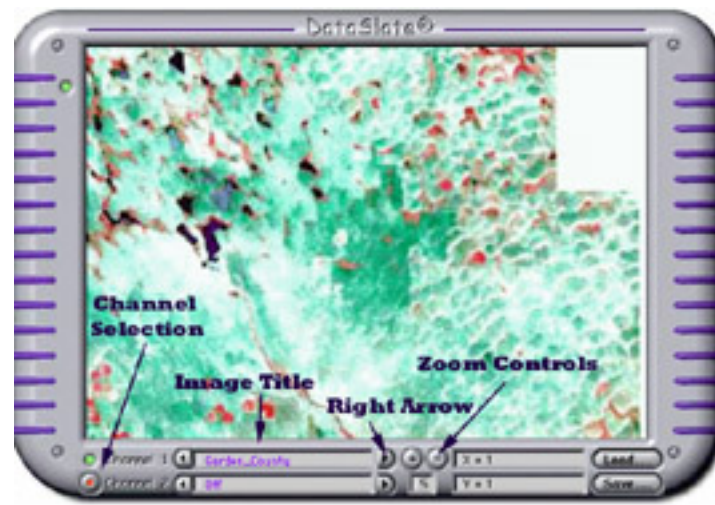 DataSlate®
Channel
Selection
Image Title
Right Arrow
Zoom Controls
Channel 1
Garden_County
X = 1
Load...
Channel 2
Off
Y = 1
Save...